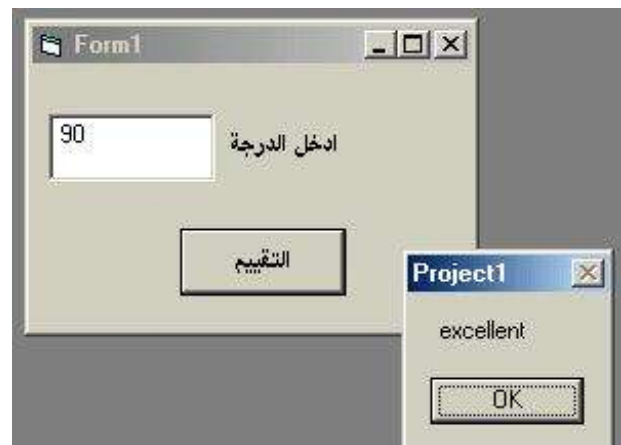 Form1
90
ادخل الدرجة
التقييم
Project1
excellent
OK